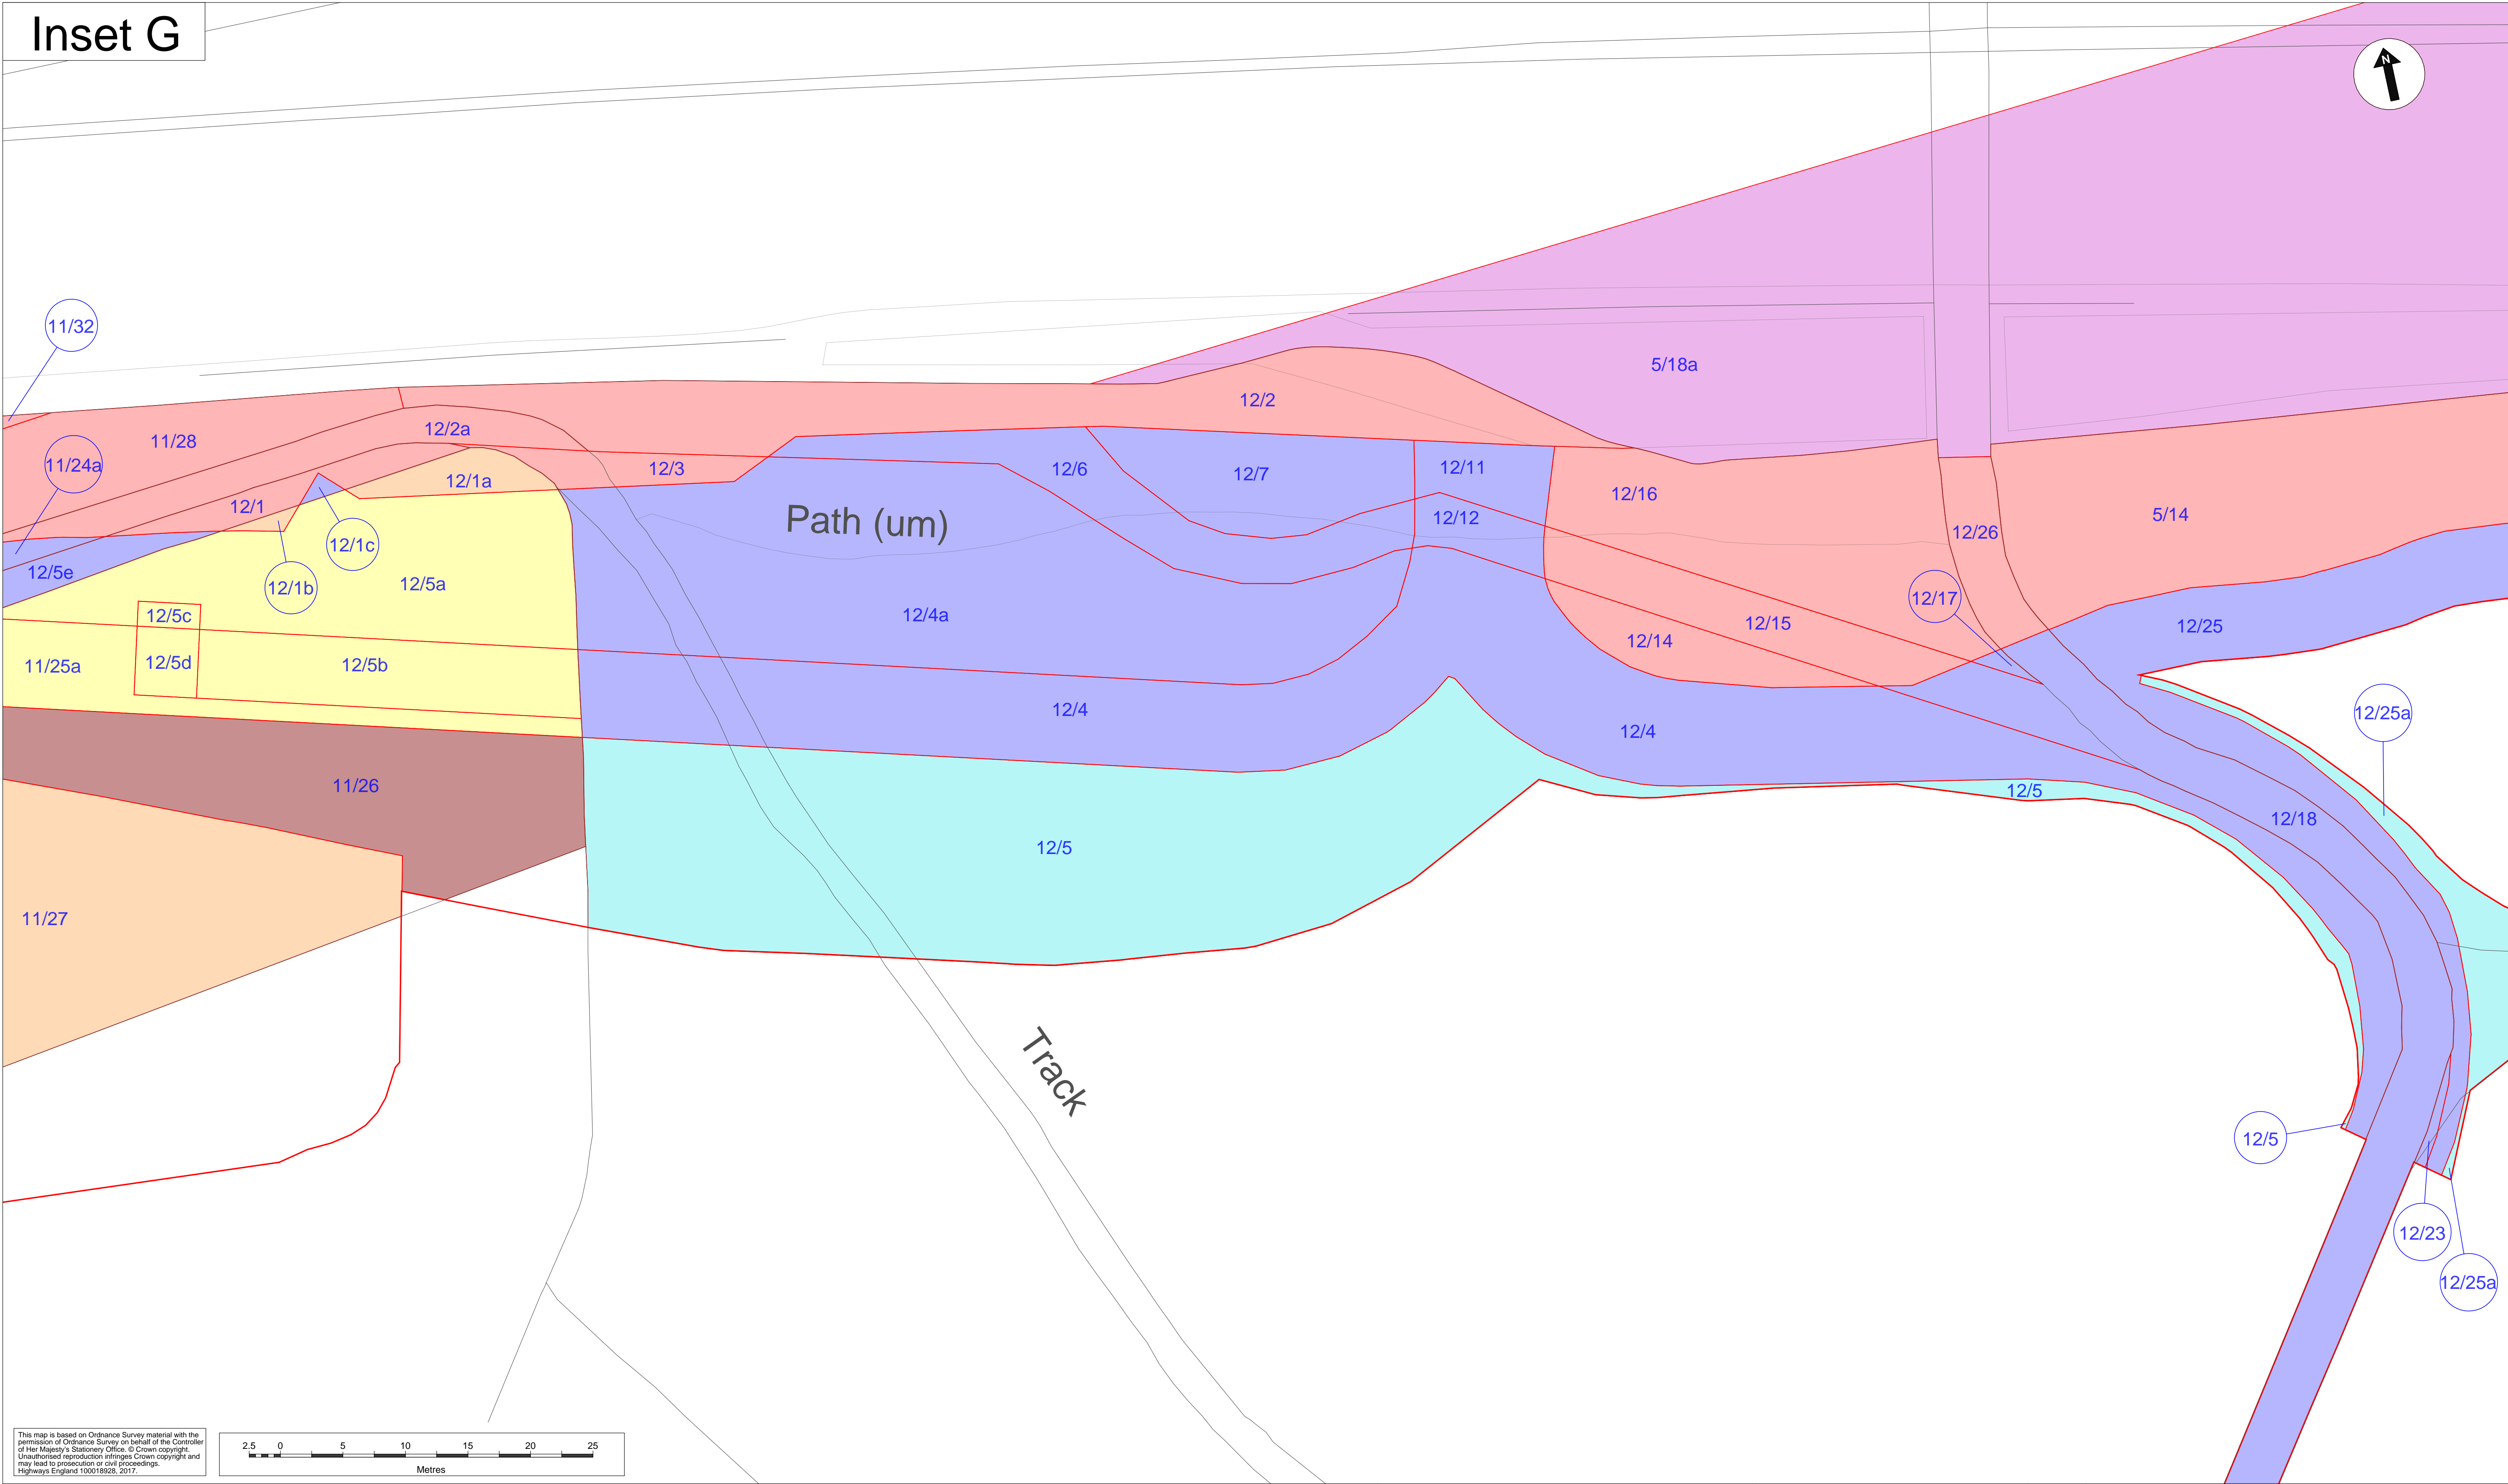 Inset G
N
11/32
5/18a
12/2
11/28
12/2a
11/24a
12/3
12/6
12/7
12/11
12/1a
12/16
12/1
Path (um)
12/12
5/14
12/26
12/1c
12/5e
12/1b
12/5a
12/17
12/5c
12/4a
12/15
12/25
12/14
11/25a
12/5d
12/5b
12/4
12/25a
12/4
11/26
12/5
12/18
12/5
11/27
Track
12/5
12/23
12/25a
This map is based on Ordnance Survey material with the
permission of Ordnance Survey on behalf of the Controller
of Her Majesty's Stationery Office. © Crown copyright.
Unauthorised reproduction infringes Crown copyright and
may lead to prosecution or civil proceedings.
Highways England 100018928, 2017.
2.5 0 5 10 15 20 25
Metres